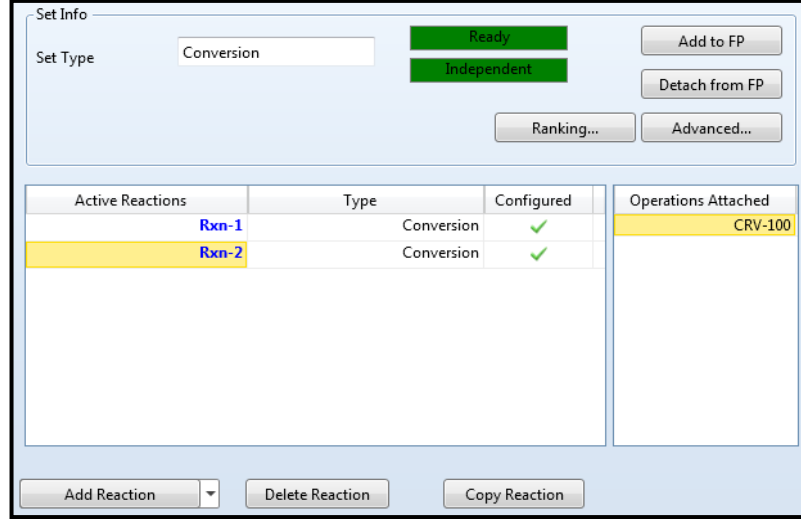 Set Info
Set Type
Conversion
Ready
Independent
Add to FP
Detach from FP
Ranking...
Advanced...
Active Reactions Type Configured
Rxn-1 Conversion
Rxn-2 Conversion
Operations Attached
CRV-100
Add Reaction
Delete Reaction
Copy Reaction